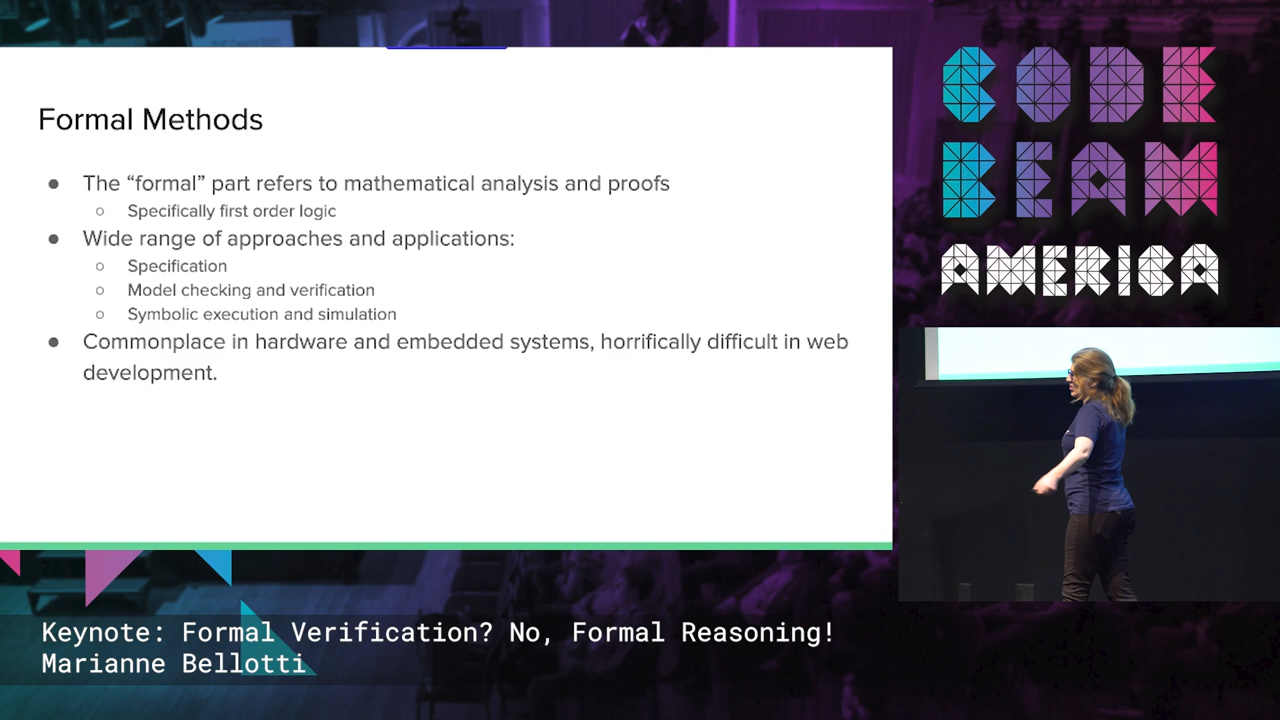 Formal Methods
● The “formal” part refers to mathematical analysis and proofs
○ Specifically first order logic
● Wide range of approaches and applications:
○ Specification
○ Model checking and verification
○ Symbolic execution and simulation
● Commonplace in hardware and embedded systems, horrifically difficult in web
development.
CODE
BEAM
AMERICA
Keynote: Formal Verification? No, Formal Reasoning!
Marianne Bellotti